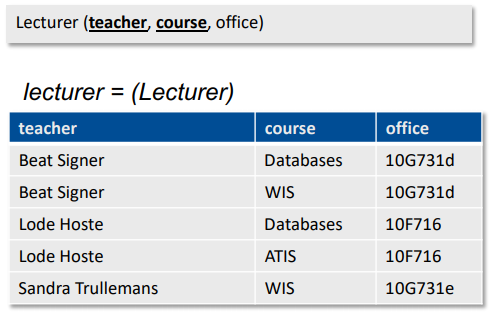 Lecturer (teacher, course, office)
lecturer = (Lecturer)
teacher course office
Beat Signer Databases 10G731d
Beat Signer WIS 10G731d
Lode Hoste Databases 10F716
Lode Hoste ATIS 10F716
Sandra Trullemans WIS 10G731e